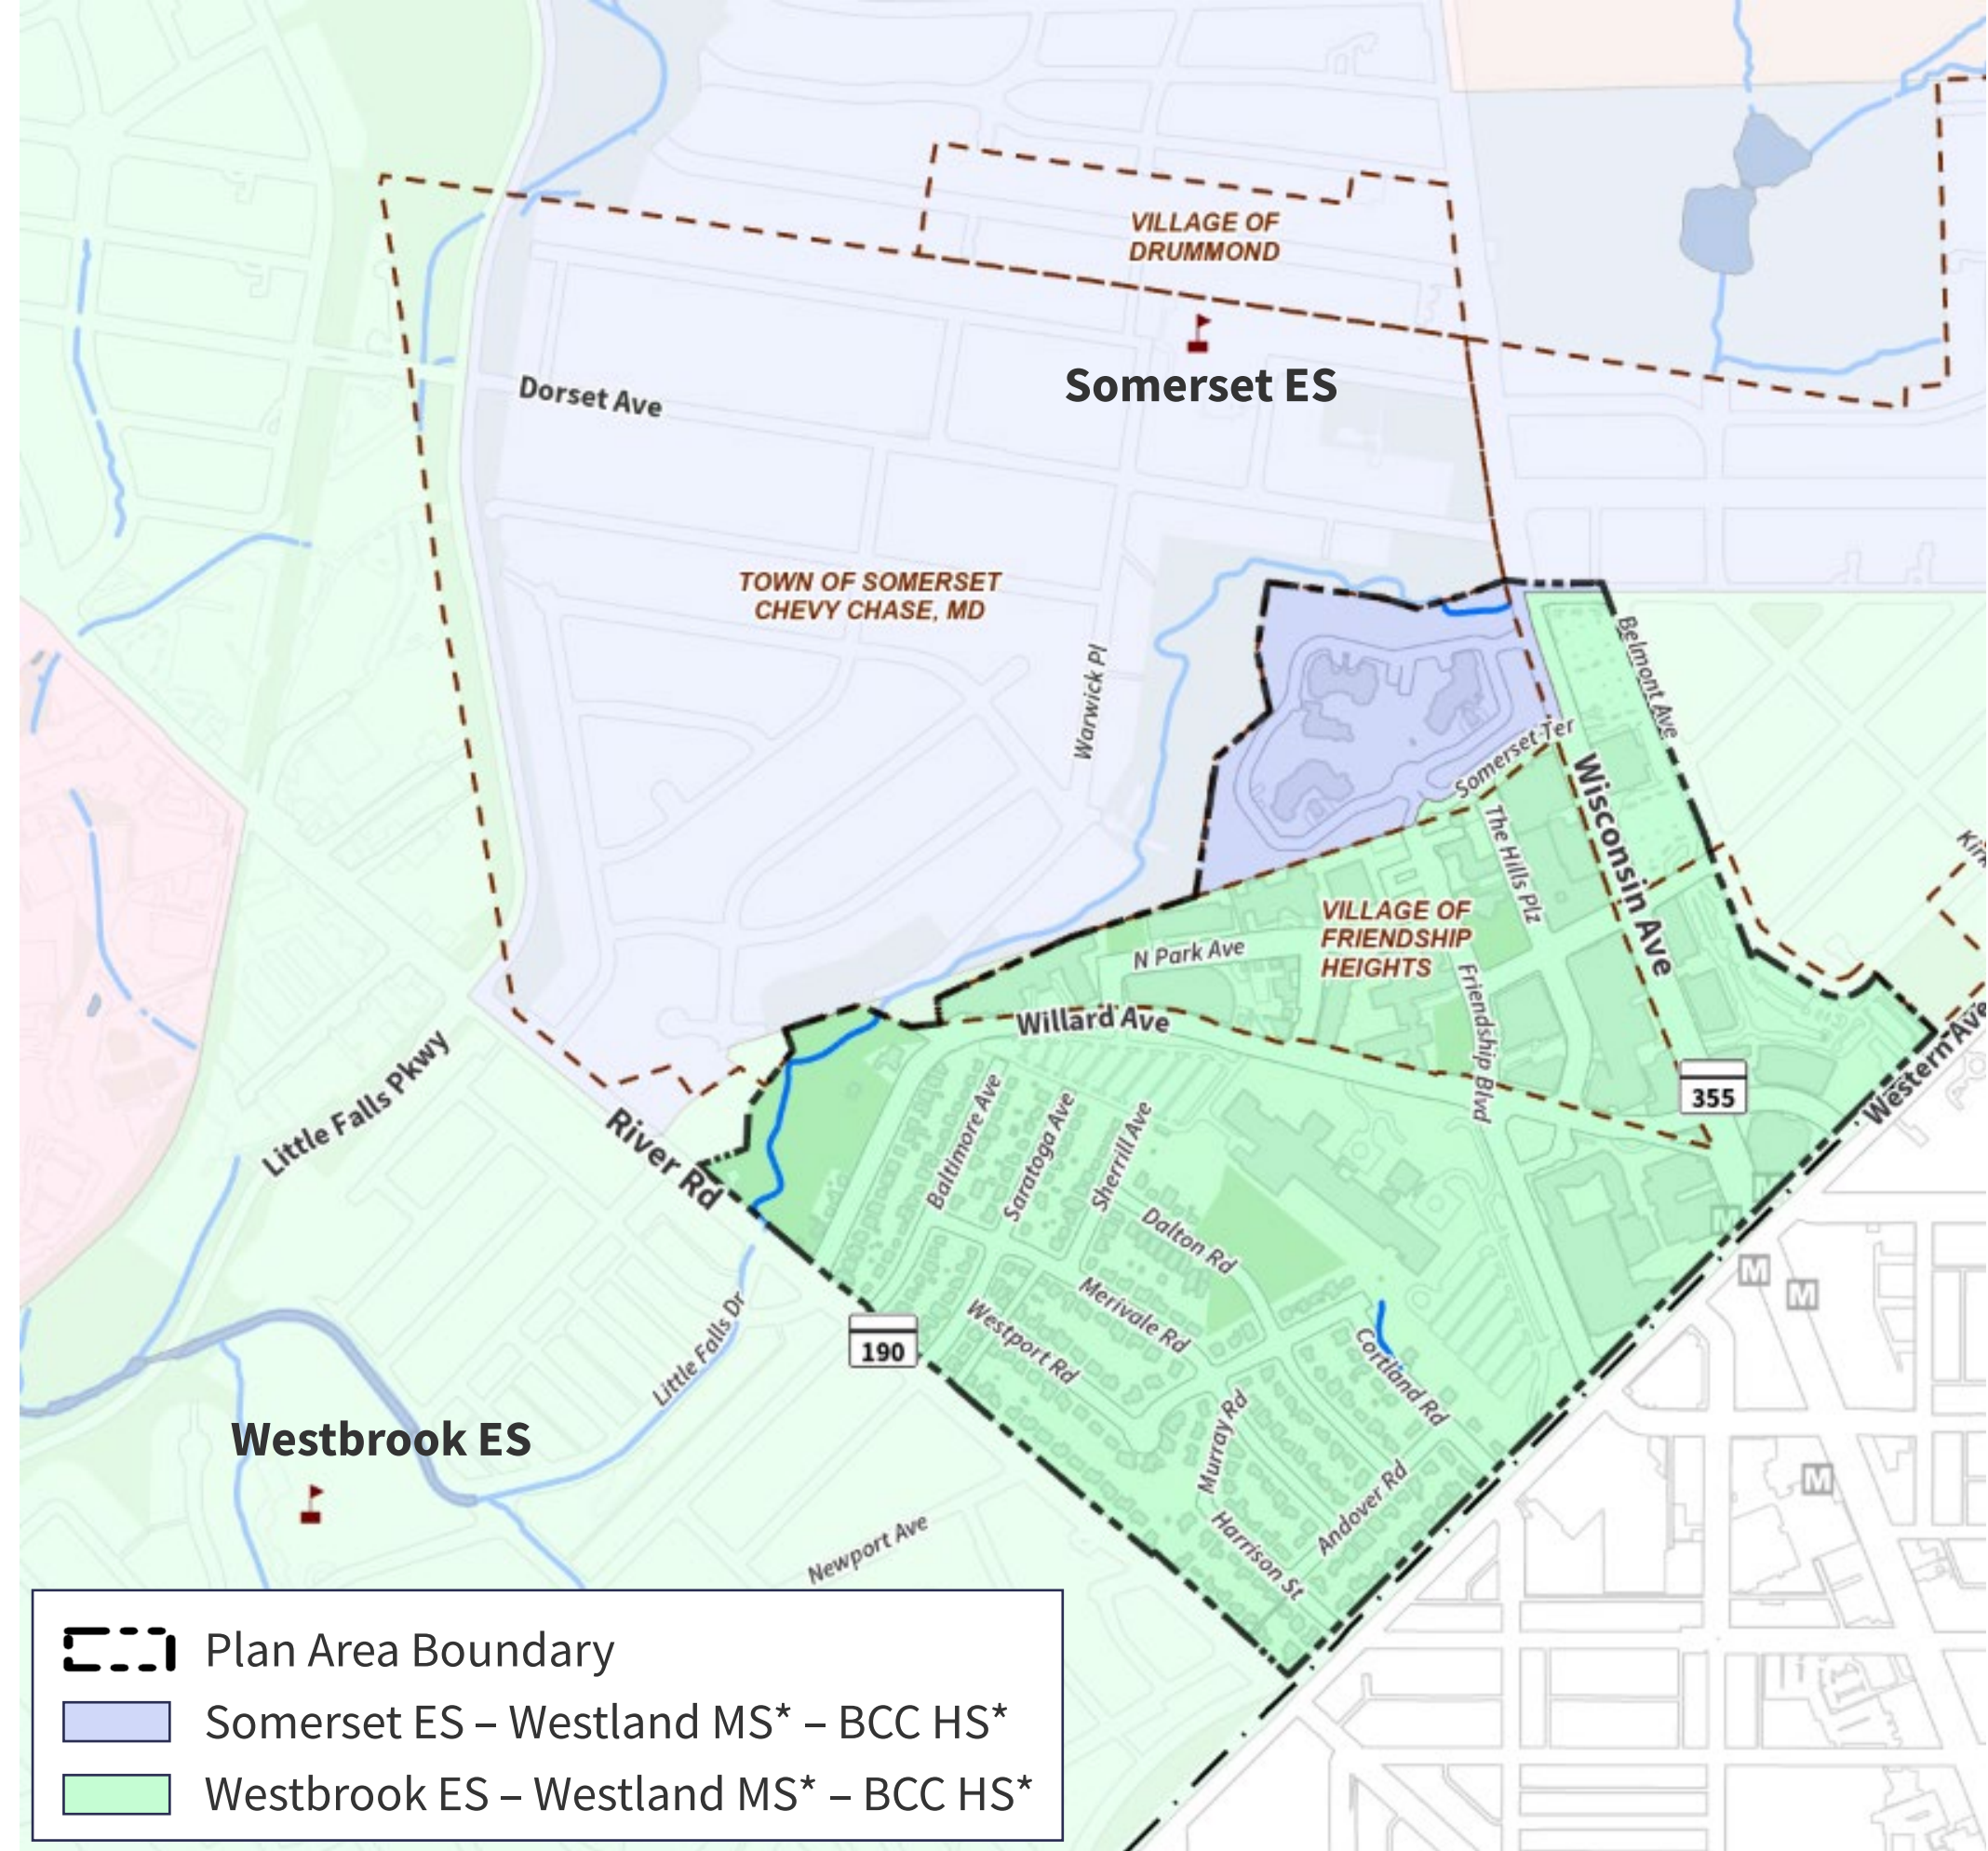 VILLAGE OF
DRUMMOND
Somerset ES
Dorset Ave
TOWN OF SOMERSET
CHEVY CHASE, MD
Warwick Pl
Belmont Ave
Somerset Ter
Wisconsin Ave
The Hills Plz
VILLAGE OF
FRIENDSHIP
HEIGHTS
N Park Ave
Willard Ave
Friendship Blvd
355
Western Ave
Little Falls Pkwy
River Rd
Baltimore Ave
Saratoga Ave
Sherrill Ave
Dalton Rd
Merivale Rd
Westport Rd
Cortland Rd
190
Little Falls Dr
Murray Rd
Andover Rd
Harrison St
Westbrook ES
Newport Ave
M
M
M
M
M
Plan Area Boundary
Somerset ES – Westland MS* – BCC HS*
Westbrook ES – Westland MS* – BCC HS*